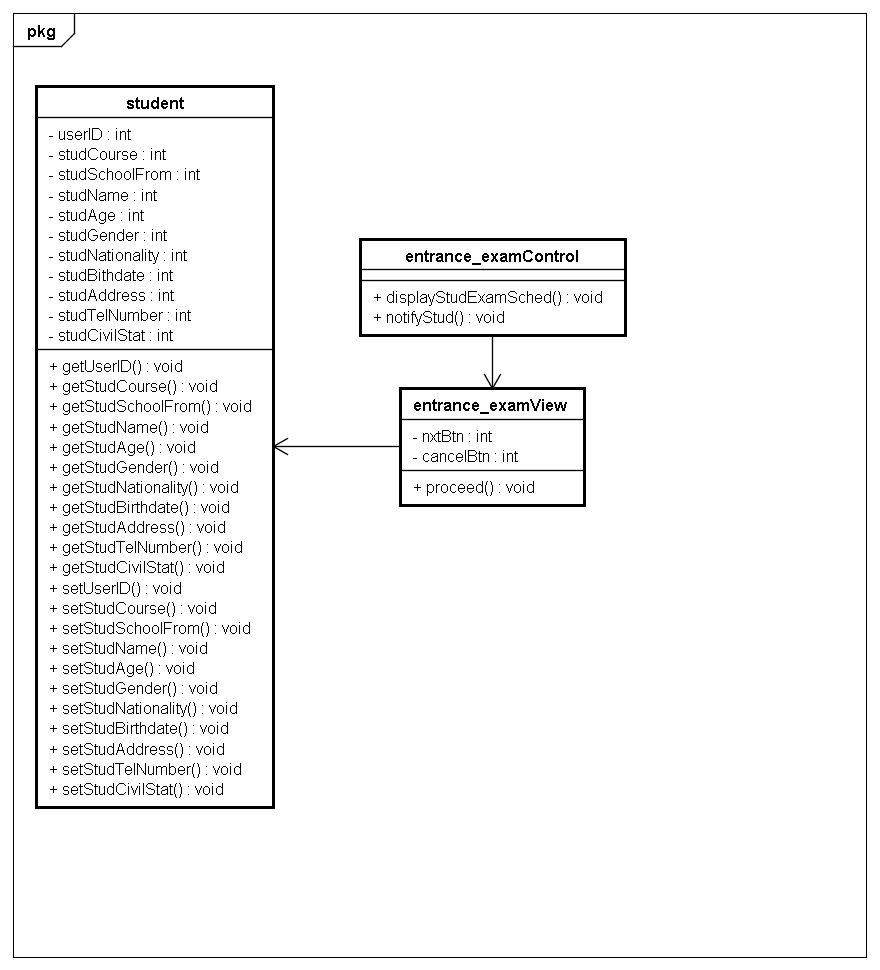 pkg
student
- userID : int
- studCourse : int
- studSchoolFrom : int
- studName : int
- studAge : int
- studGender : int
- studNationality : int
- studBithdate : int
- studAddress : int
- studTelNumber : int
- studCivilStat : int
+ getUserID() : void
+ getStudCourse() : void
+ getStudSchoolFrom() : void
+ getStudName() : void
+ getStudAge() : void
+ getStudGender() : void
+ getStudNationality() : void
+ getStudBirthdate() : void
+ getStudAddress() : void
+ getStudTelNumber() : void
+ getStudCivilStat() : void
+ setUserID() : void
+ setStudCourse() : void
+ setStudSchoolFrom() : void
+ setStudName() : void
+ setStudAge() : void
+ setStudGender() : void
+ setStudNationality() : void
+ setStudBirthdate() : void
+ setStudAddress() : void
+ setStudTelNumber() : void
+ setStudCivilStat() : void
entrance_examControl
+ displayStudExamSched() : void
+ notifyStud() : void
entrance_examView
- nxtBtn : int
- cancelBtn : int
+ proceed() : void